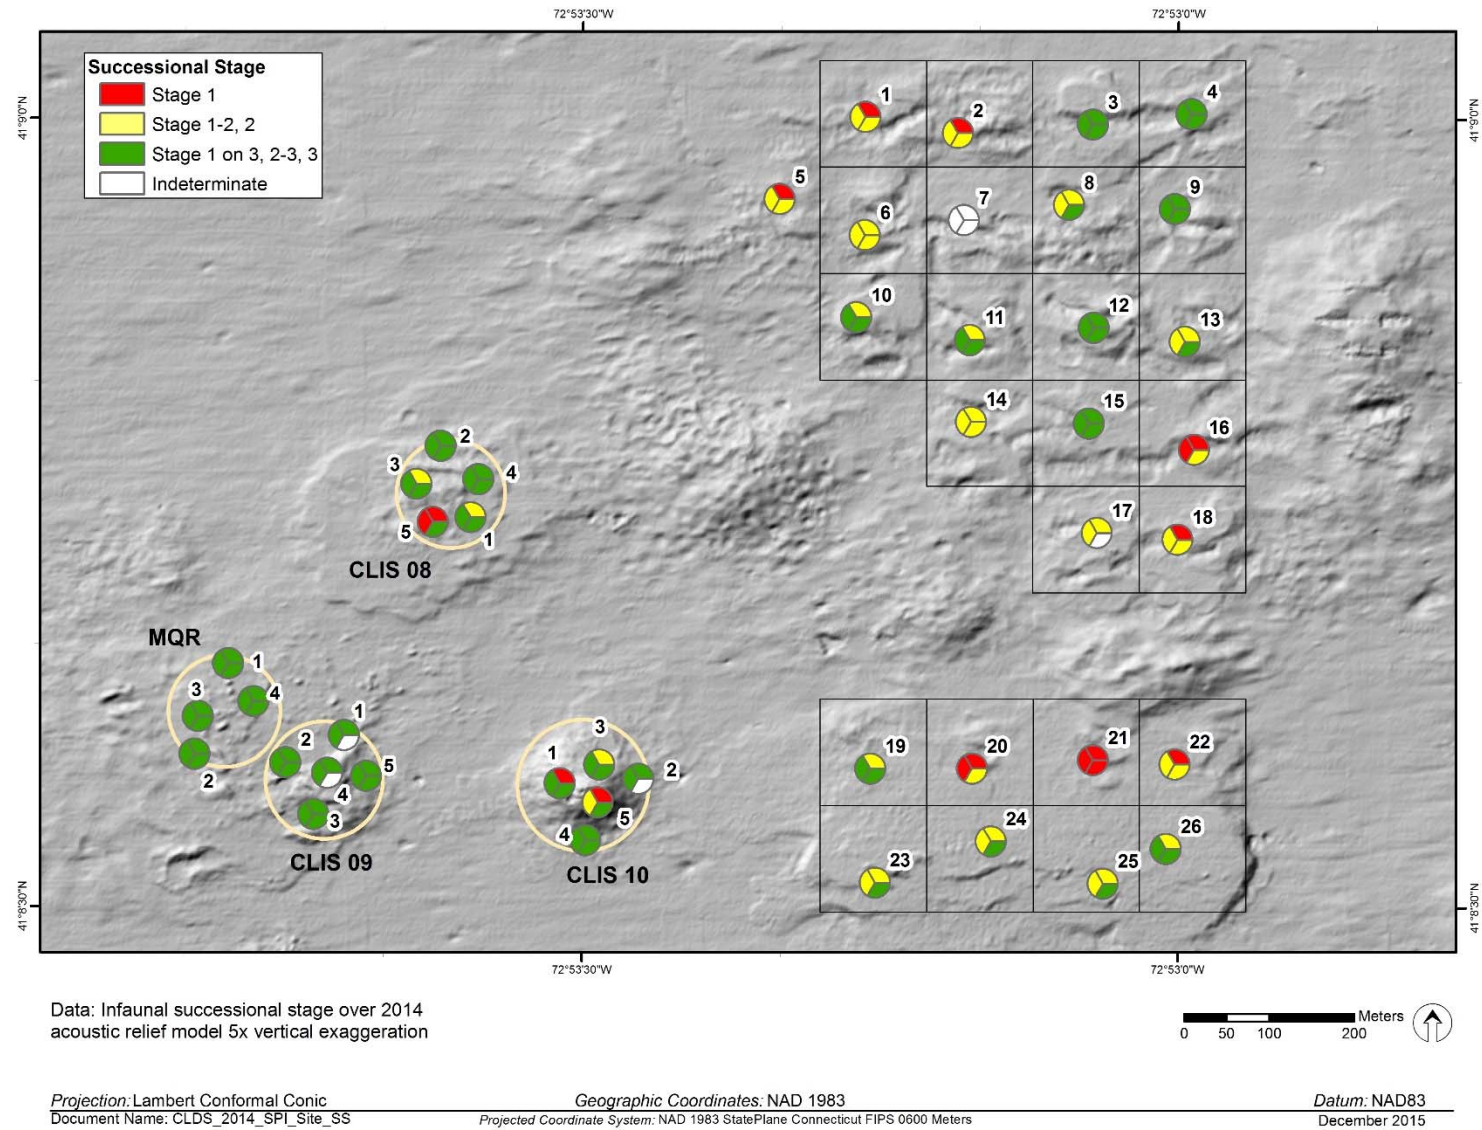 72°53'30"W
72°53'0"W
41°9'0"N
41°9'0"N
Successional Stage
Stage 1
Stage 1-2, 2
Stage 1 on 3, 2-3, 3
Indeterminate
1
2
3
4
5
6
7
8
9
10
11
12
13
14
15
16
17
18
2
3
4
5
1
CLIS 08
MQR
1
3
4
2
1
2
5
4
3
CLIS 09
3
1
2
5
4
CLIS 10
19
20
21
22
23
24
25
26
41°8'30"N
41°8'30"N
72°53'30"W
72°53'0"W
Data: Infaunal successional stage over 2014
acoustic relief model 5x vertical exaggeration
Meters
0 50 100 200
Projection: Lambert Conformal Conic
Geographic Coordinates: NAD 1983
Datum: NAD83
Document Name: CLDS_2014_SPI_Site_SS
Projected Coordinate System: NAD 1983 StatePlane Connecticut FIPS 0600 Meters
December 2015